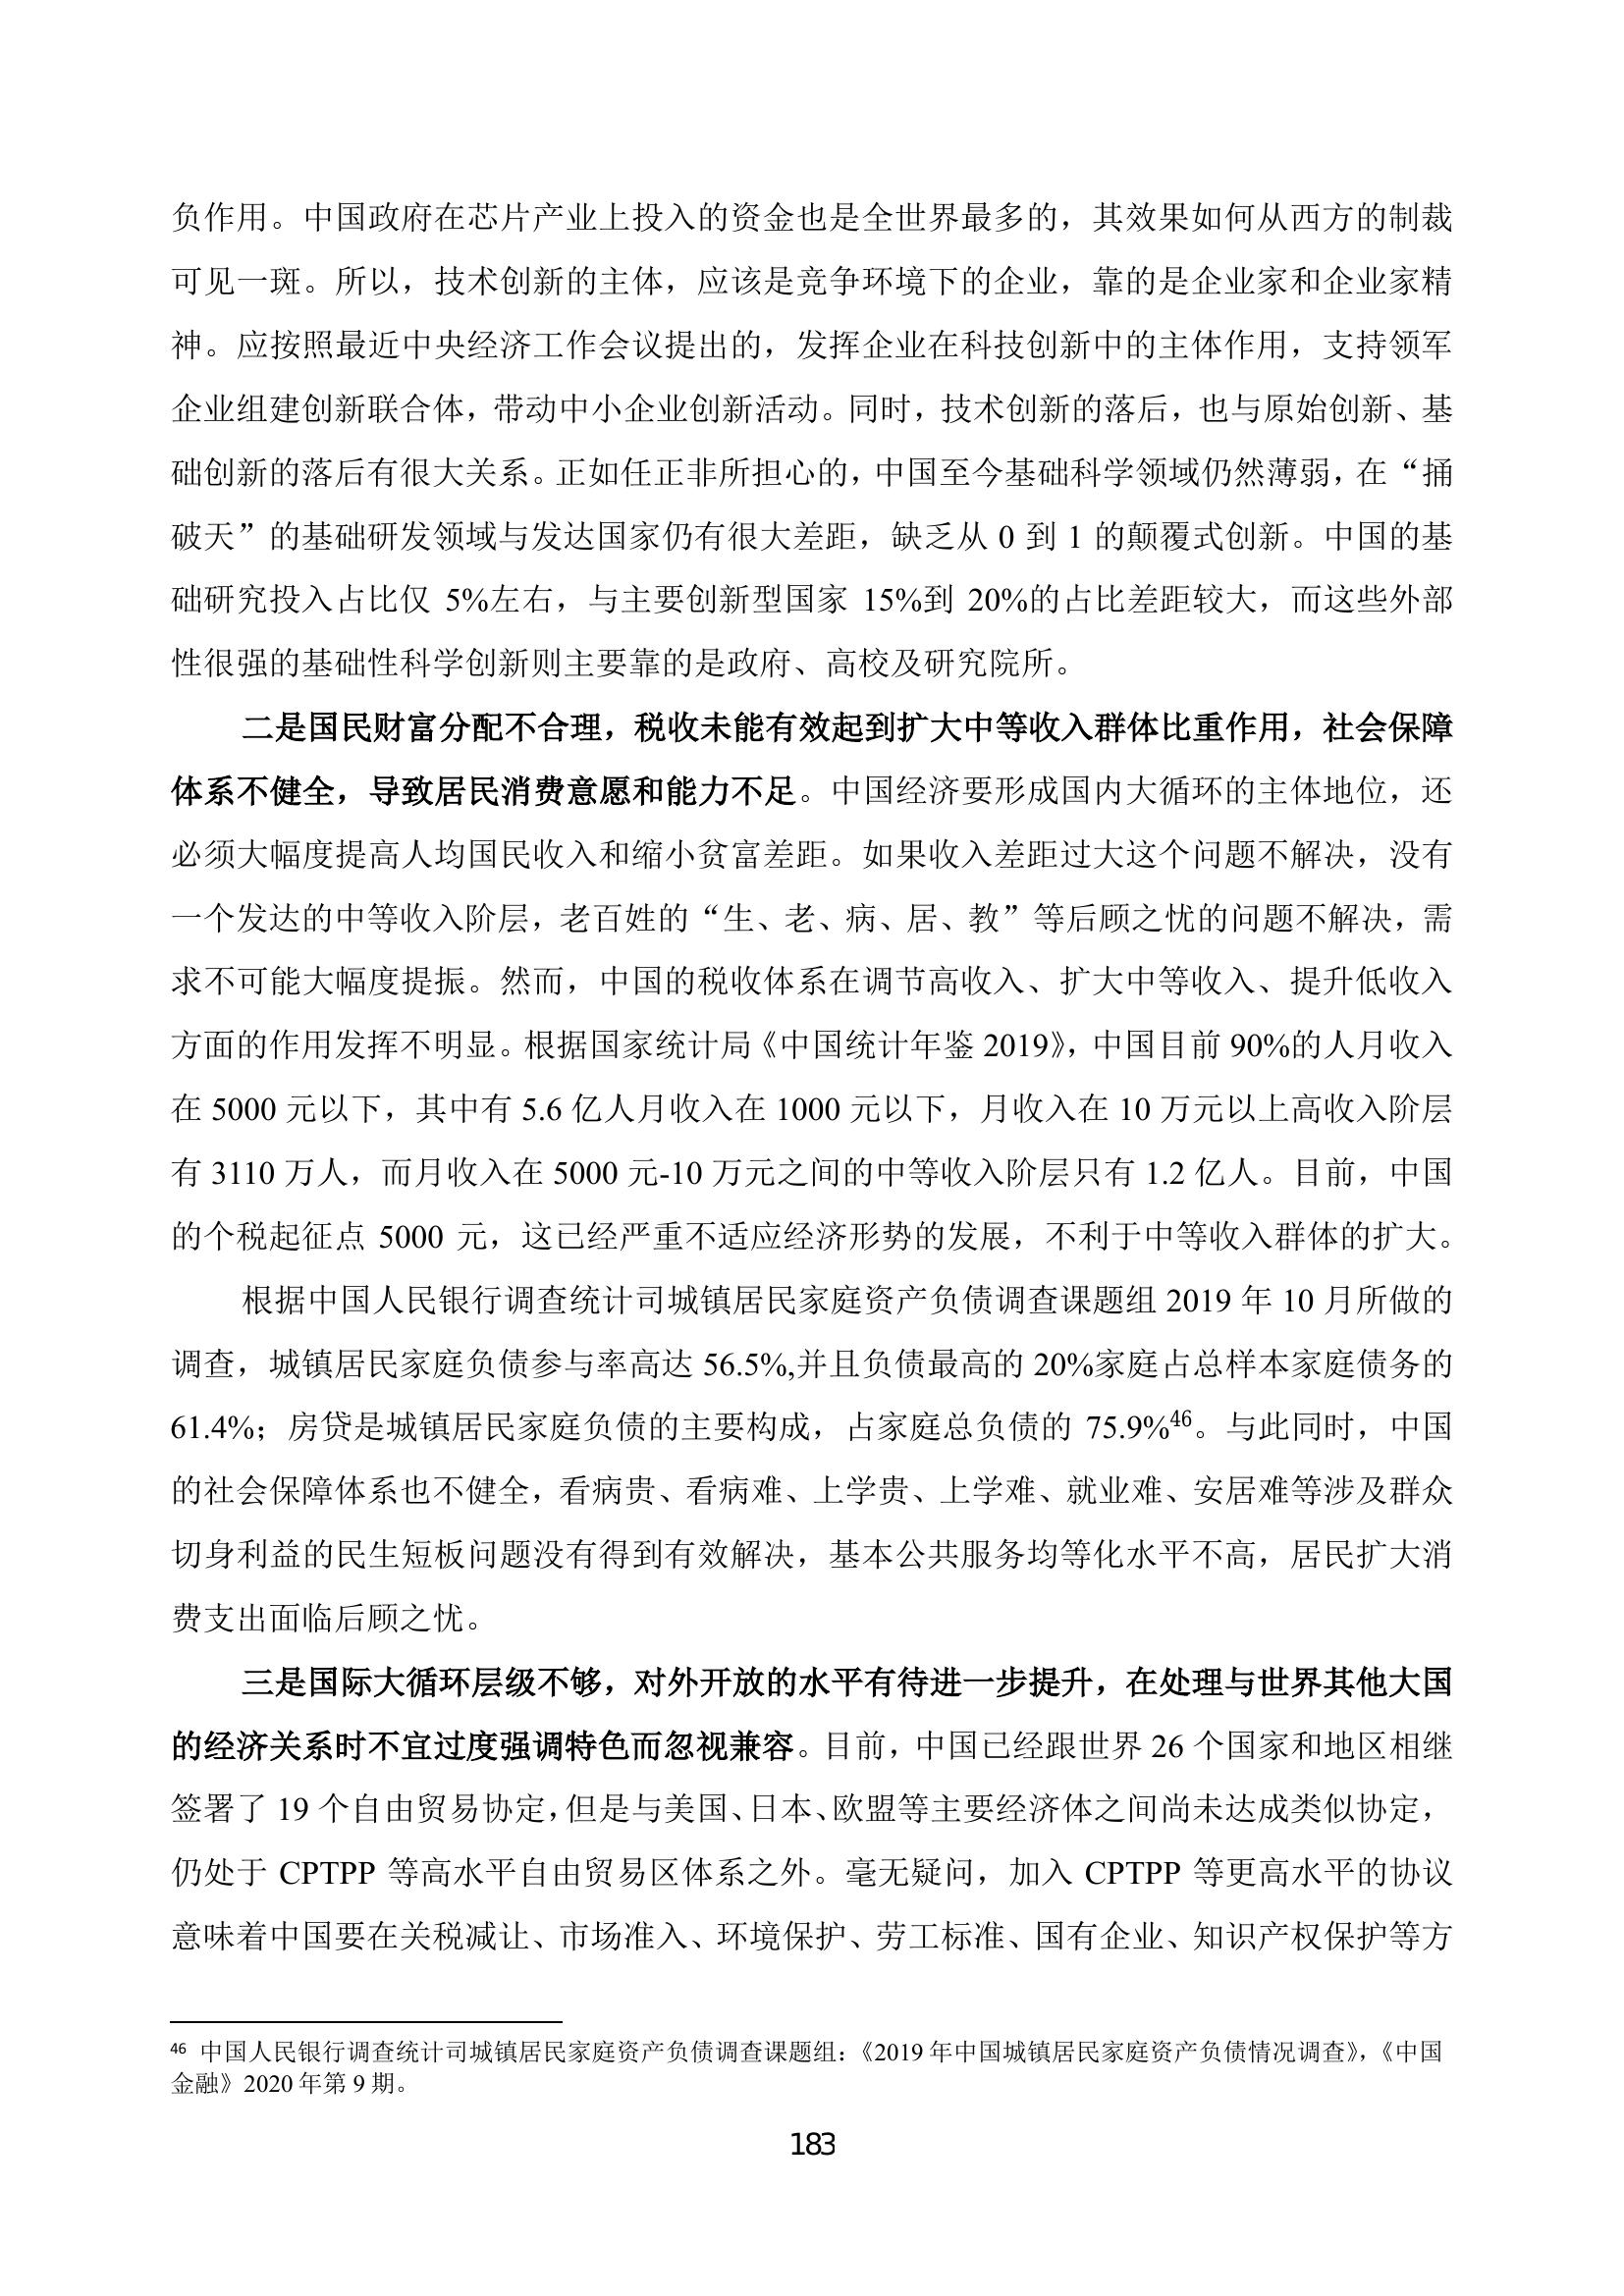 负作用。中国政府在芯片产业上投入的资金也是全世界最多的，其效果如何从西方的制裁
可见一斑。所以，技术创新的主体，应该是竞争环境下的企业，靠的是企业家和企业家精
神。应按照最近中央经济工作会议提出的，发挥企业在科技创新中的主体作用，支持领军
企业组建创新联合体，带动中小企业创新活动。同时，技术创新的落后，也与原始创新、基
础创新的落后有很大关系。正如任正非所担心的，中国至今基础科学领域仍然薄弱，在“捅
破天”的基础研发领域与发达国家仍有很大差距，缺乏从 0 到 1 的颠覆式创新。中国的基
础研究投入占比仅 5%左右，与主要创新型国家 15%到 20%的占比差距较大，而这些外部
性很强的基础性科学创新则主要靠的是政府、高校及研究院所。
二是国民财富分配不合理，税收未能有效起到扩大中等收入群体比重作用，社会保障
体系不健全，导致居民消费意愿和能力不足。中国经济要形成国内大循环的主体地位，还
必须大幅度提高人均国民收入和缩小贫富差距。如果收入差距过大这个问题不解决，没有
一个发达的中等收入阶层，老百姓的“生、老、病、居、教”等后顾之忧的问题不解决，需
求不可能大幅度提振。然而，中国的税收体系在调节高收入、扩大中等收入、提升低收入
方面的作用发挥不明显。根据国家统计局《中国统计年鉴 2019》，中国目前 90%的人月收入
在 5000 元以下，其中有 5.6 亿人月收入在 1000 元以下，月收入在 10 万元以上高收入阶层
有 3110 万人，而月收入在 5000 元-10 万元之间的中等收入阶层只有 1.2 亿人。目前，中国
的个税起征点 5000 元，这已经严重不适应经济形势的发展，不利于中等收入群体的扩大。
根据中国人民银行调查统计司城镇居民家庭资产负债调查课题组 2019 年 10 月所做的
调查，城镇居民家庭负债参与率高达 56.5%,并且负债最高的 20%家庭占总样本家庭债务的
61.4%；房贷是城镇居民家庭负债的主要构成，占家庭总负债的 75.9%46。与此同时，中国
的社会保障体系也不健全，看病贵、看病难、上学贵、上学难、就业难、安居难等涉及群众
切身利益的民生短板问题没有得到有效解决，基本公共服务均等化水平不高，居民扩大消
费支出面临后顾之忧。
三是国际大循环层级不够，对外开放的水平有待进一步提升，在处理与世界其他大国
的经济关系时不宜过度强调特色而忽视兼容。目前，中国已经跟世界 26 个国家和地区相继
签署了 19 个自由贸易协定，但是与美国、日本、欧盟等主要经济体之间尚未达成类似协定，
仍处于 CPTPP 等高水平自由贸易区体系之外。毫无疑问，加入 CPTPP 等更高水平的协议
意味着中国要在关税减让、市场准入、环境保护、劳工标准、国有企业、知识产权保护等方
46 中国人民银行调查统计司城镇居民家庭资产负债调查课题组：《2019 年中国城镇居民家庭资产负债情况调查》，《中国
金融》2020 年第 9 期。
183